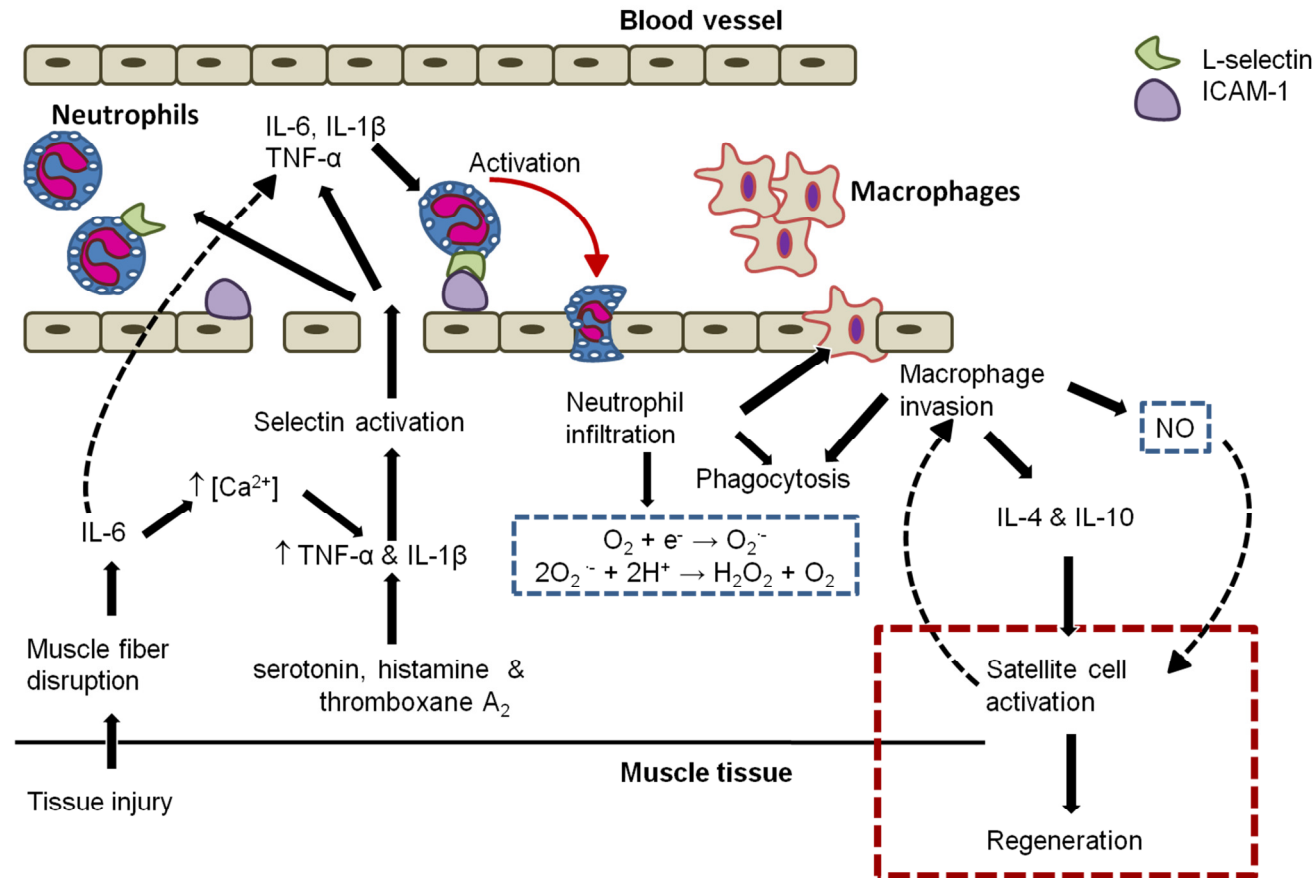 Blood vessel
L-selectin
ICAM-1
Neutrophils
IL-6, IL-1β
TNF-α
Activation
Macrophages
Selectin activation
Neutrophil
infiltration
Macrophage
invasion
NO
Phagocytosis
↑ [Ca²⁺]
IL-6
↑ TNF-α & IL-1β
IL-4 & IL-10
O₂ + e⁻ → O₂˙⁻
2O₂˙⁻ + 2H⁺ → H₂O₂ + O₂
Muscle fiber
disruption
serotonin, histamine &
thromboxane A₂
Satellite cell
activation
Muscle tissue
Tissue injury
Regeneration